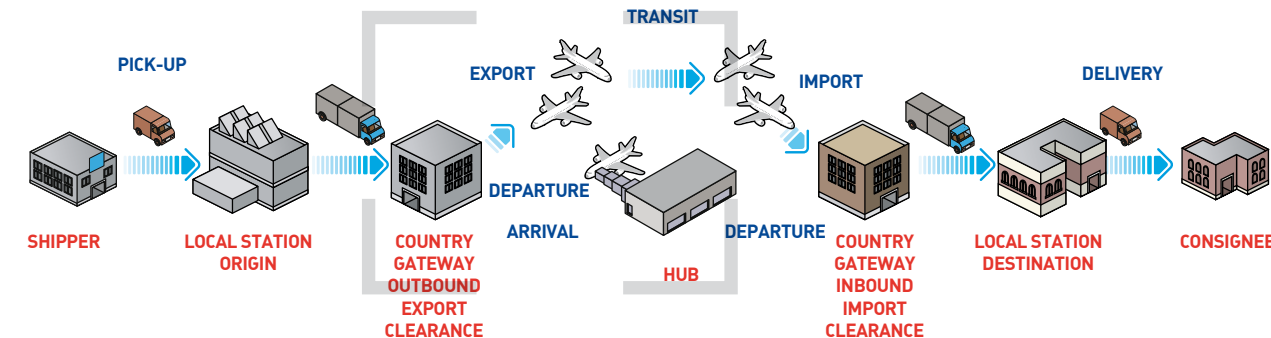 TRANSIT
PICK-UP
EXPORT
IMPORT
DELIVERY
DEPARTURE
ARRIVAL
DEPARTURE
SHIPPER
LOCAL STATION
ORIGIN
COUNTRY
GATEWAY
OUTBOUND
EXPORT
CLEARANCE
HUB
COUNTRY
GATEWAY
INBOUND
IMPORT
CLEARANCE
LOCAL STATION
DESTINATION
CONSIGNEE